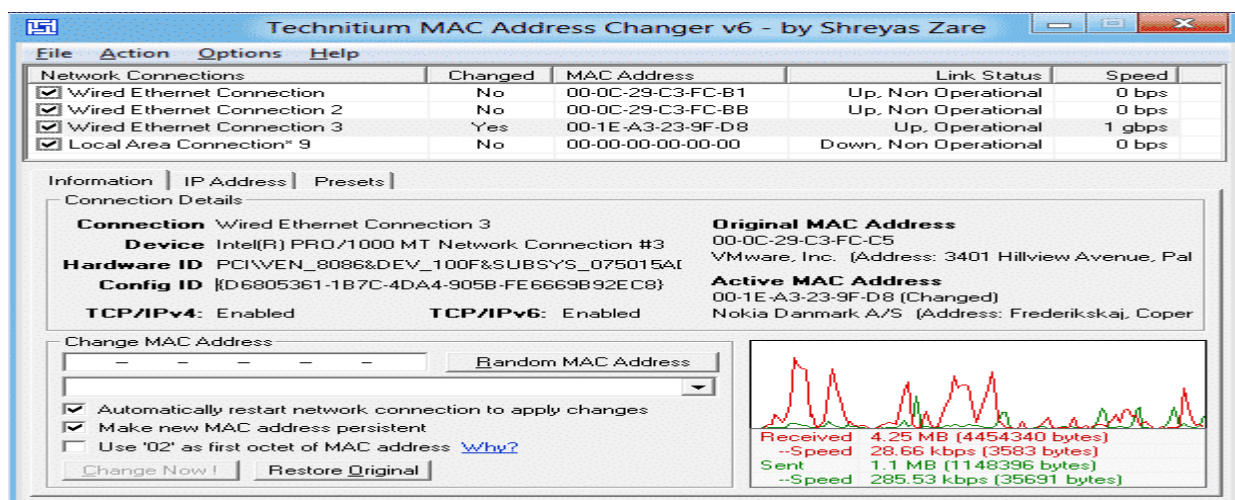 Technitium MAC Address Changer v6 - by Shreyas Zare
File Action Options Help
Network Connections Changed MAC Address Link Status Speed
Wired Ethernet Connection No 00-0C-29-C3-FC-B1 Up, Non Operational 0 bps
Wired Ethernet Connection 2 No 00-0C-29-C3-FC-BB Up, Non Operational 0 bps
Wired Ethernet Connection 3 Yes 00-1E-A3-23-9F-D8 Up, Operational 1 gbps
Local Area Connection* 9 No 00-00-00-00-00-00 Down, Non Operational 0 bps
Information IP Address Presets
Connection Details
Connection Wired Ethernet Connection 3
Device Intel(R) PRO/1000 MT Network Connection #3
Hardware ID PCI\VEN_8086&DEV_100F&SUBSYS_075015A[
Config ID {D6805361-1B7C-4DA4-905B-FE6669B92EC8}
TCP/IPv4: Enabled TCP/IPv6: Enabled
Original MAC Address
00-0C-29-C3-FC-C5
VMware, Inc. (Address: 3401 Hillview Avenue, Pal
Active MAC Address
00-1E-A3-23-9F-D8 (Changed)
Nokia Danmark A/S (Address: Frederikskaj, Coper
Change MAC Address
- - - - -
Random MAC Address
Automatically restart network connection to apply changes
Make new MAC address persistent
Use '02' as first octet of MAC address Why?
Change Now ! Restore Original
Received 4.25 MB (4454340 bytes)
--Speed 28.66 kbps (3583 bytes)
Sent 1.1 MB (1148396 bytes)
--Speed 285.53 kbps (35691 bytes)